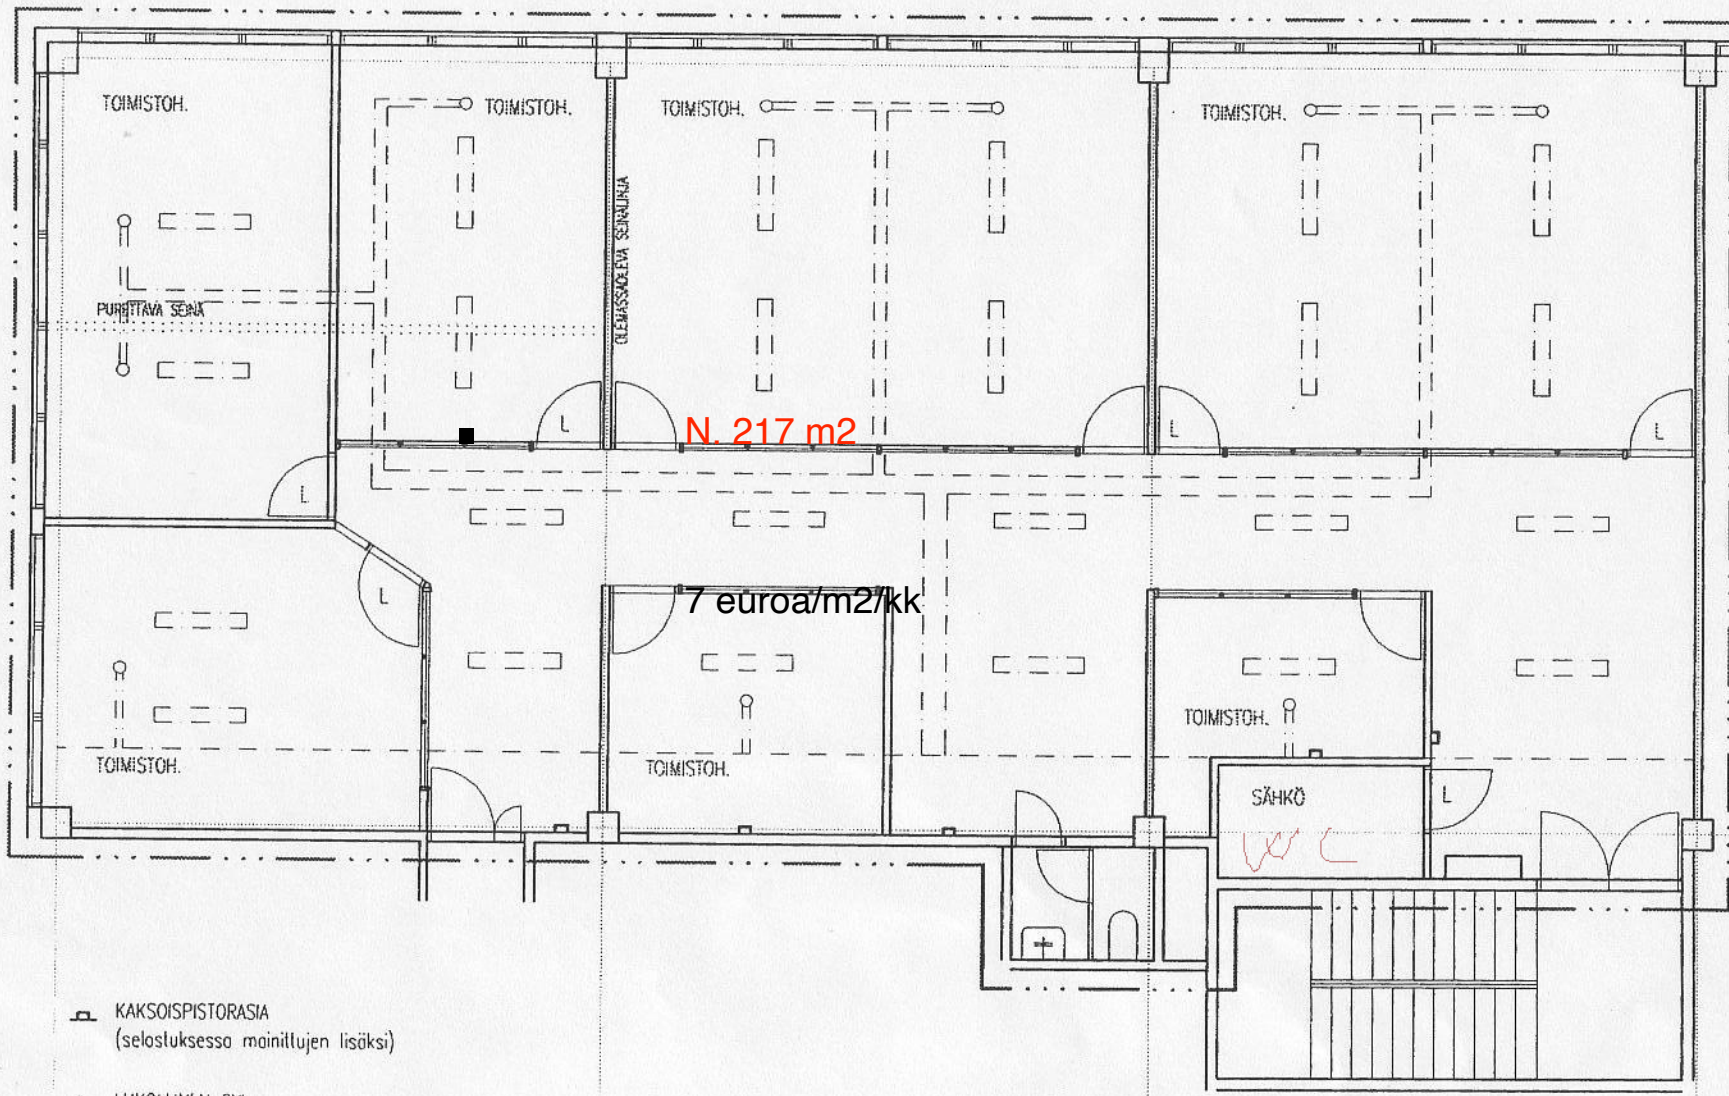 TOIMISTOH.
TOIMISTOH.
TOIMISTOH.
TOIMISTOH.
PURETTAVA SEINÄ
OLEMASSAOLEVA SEINÄLINJA
L
N. 217 m2
L
L
L
L
7 euroa/m2/kk
TOIMISTOH.
TOIMISTOH.
TOIMISTOH.
SÄHKÖ
L
WC
KAKSOISPISTORASIA
(selostuksessa mainittujen lisäksi)